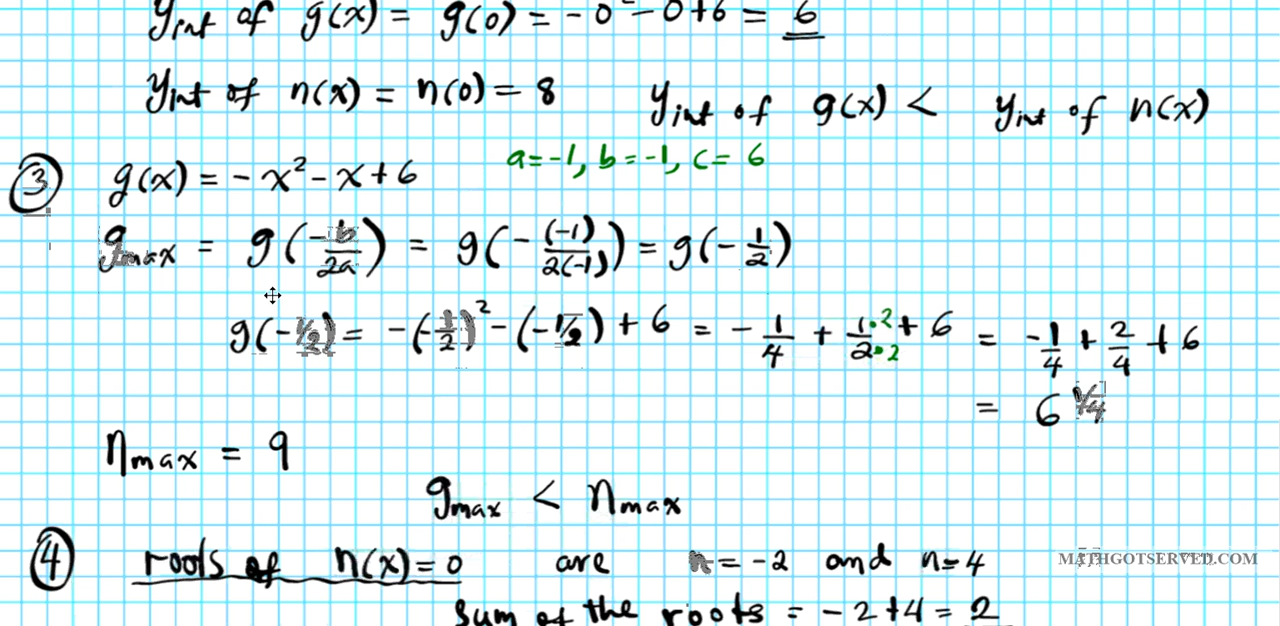 yint of g(x) = g(0) = -0² - 0 + 6 = 6
yint of n(x) = n(0) = 8 yint of g(x) < yint of n(x)
③ g(x) = -x² - x + 6 a = -1, b = -1, c = 6
gmax = g(-b/2a) = g(-(-1)/2(-1)) = g(-1/2)
g(-1/2) = -(-1/2)² - (-1/2) + 6 = -1/4 + 1·2/2·2 + 6 = -1/4 + 2/4 + 6
= 6 1/4
nmax = 9
gmax < nmax
④ roots of n(x) = 0 are n = -2 and n = 4
MATHGOTSERVED.COM
Sum of the roots = -2 + 4 = 2